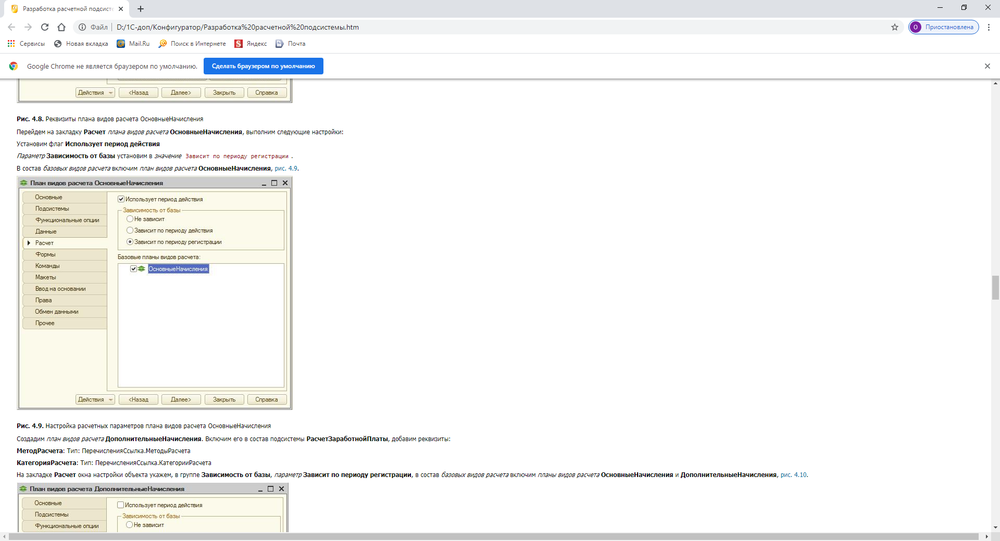 Разработка расчетной подсисте
Файл D:/1С-доп/Конфигуратор/Разработка%20расчетной%20подсистемы.htm О Приостановлена
Сервисы Новая вкладка Mail.Ru Поиск в Интернете Яндекс Почта
Google Chrome не является браузером по умолчанию. Сделать браузером по умолчанию
Действия <Назад Далее> Закрыть Справка
Рис. 4.8. Реквизиты плана видов расчета ОсновныеНачисления
Перейдем на закладку Расчет плана видов расчета ОсновныеНачисления, выполним следующие настройки:
Установим флаг Использует период действия
Параметр Зависимость от базы установим в значение Зависит по периоду регистрации .
В состав базовых видов расчета включим план видов расчета ОсновныеНачисления, рис. 4.9.
План видов расчета ОсновныеНачисления
Основные
Подсистемы
Функциональные опции
Данные
Расчет
Формы
Команды
Макеты
Ввод на основании
Права
Обмен данными
Прочее
Использует период действия
Зависимость от базы
Не зависит
Зависит по периоду действия
Зависит по периоду регистрации
Базовые планы видов расчета:
ОсновныеНачисления
Действия <Назад Далее> Закрыть Справка
Рис. 4.9. Настройка расчетных параметров плана видов расчета ОсновныеНачисления
Создадим план видов расчета ДополнительныеНачисления. Включим его в состав подсистемы РасчетЗаработнойПлаты, добавим реквизиты:
МетодРасчета: Тип: ПеречисленияСсылка.МетодыРасчета
КатегорияРасчета: Тип: ПеречисленияСсылка.КатегорииРасчета
На закладке Расчет окна настройки объекта укажем, в группе Зависимость от базы, параметр Зависит по периоду регистрации, в состав базовых видов расчета включим планы видов расчета ОсновныеНачисления и ДополнительныеНачисления, рис. 4.10.
План видов расчета ДополнительныеНачисления
Основные
Подсистемы
Функциональные опции
Использует период действия
Зависимость от базы
Не зависит